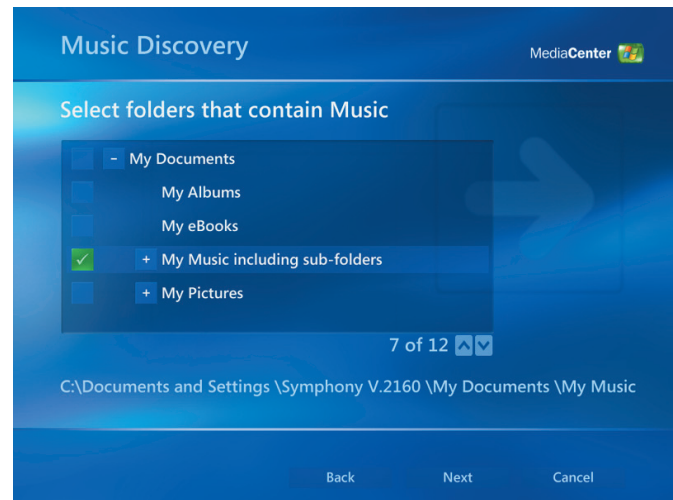 Music Discovery
MediaCenter
Select folders that contain Music
- My Documents
My Albums
My eBooks
+ My Music including sub-folders
+ My Pictures
7 of 12
C:\Documents and Settings \Symphony V.2160 \My Documents \My Music
Back Next Cancel